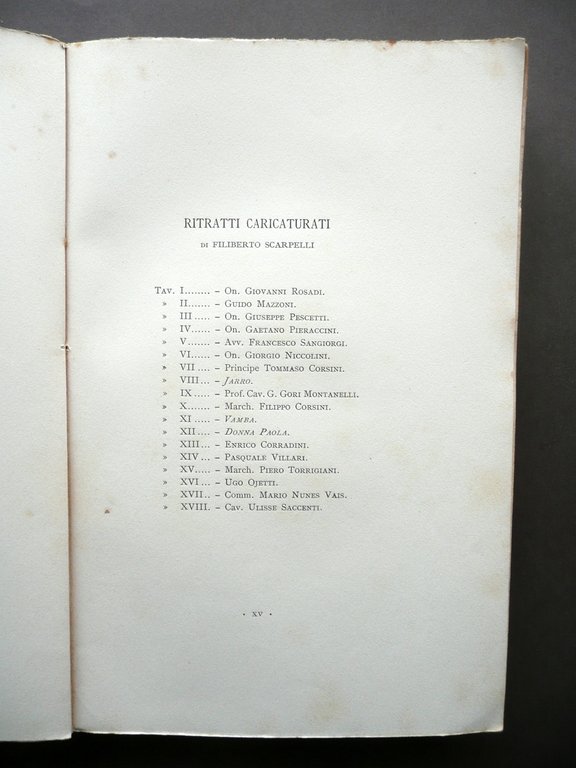 RITRATTI CARICATURATI
DI FILIBERTO SCARPELLI
TAV. I........ – On. GIOVANNI ROSADI.
» II....... – GUIDO MAZZONI.
» III ..... – On. GIUSEPPE PESCETTI.
» IV...... – On. GAETANO PIERACCINI.
» V....... – Avv. FRANCESCO SANGIORGI.
» VI...... – On. GIORGIO NICCOLINI.
» VII .... – Principe TOMMASO CORSINI.
» VIII... – JARRO.
» IX ..... – Prof. Cav. G. GORI MONTANELLI.
» X....... – March. FILIPPO CORSINI.
» XI ..... – VAMBA.
» XII .... – DONNA PAOLA.
» XIII ... – ENRICO CORRADINI.
» XIV ... – PASQUALE VILLARI.
» XV..... – March. PIERO TORRIGIANI.
» XVI ... – UGO OJETTI.
» XVII.. – Comm. MARIO NUNES VAIS.
» XVIII. – Cav. ULISSE SACCENTI.
• XV •